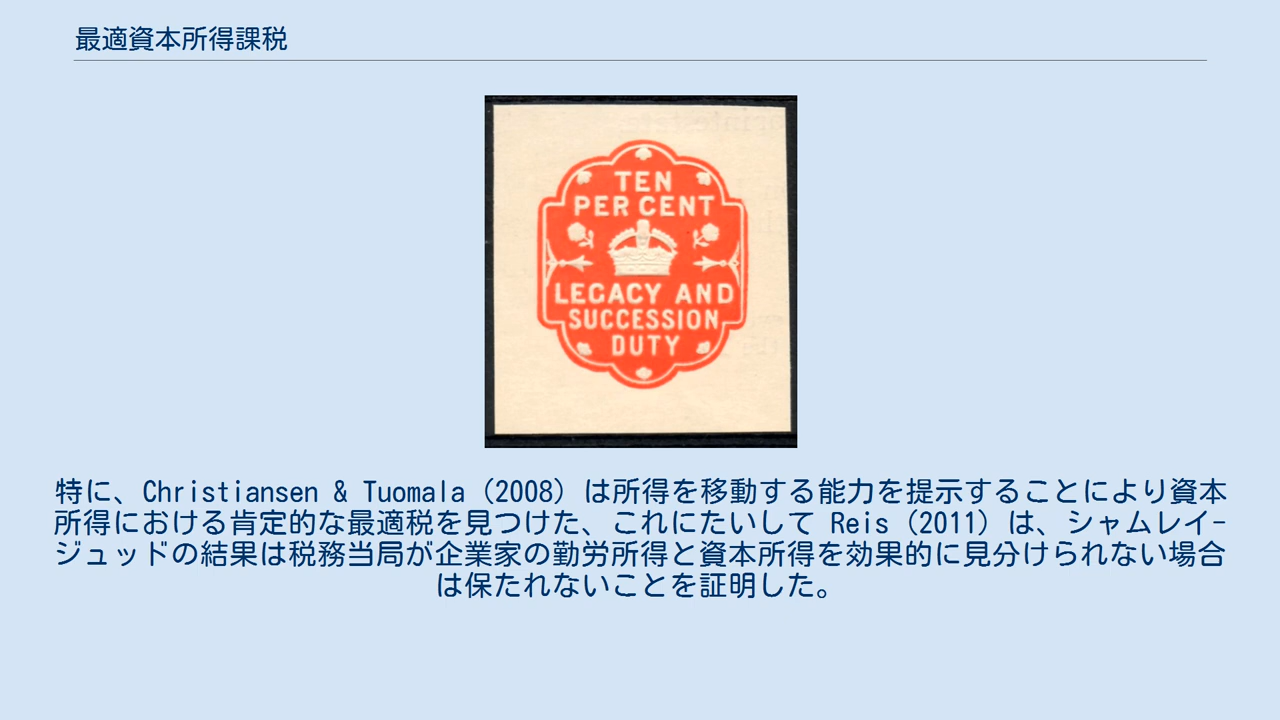 最適資本所得課税
TEN
PER CENT
LEGACY AND
SUCCESSION
DUTY
特に、Christiansen & Tuomala（2008）は所得を移動する能力を提示することにより資本
所得における肯定的な最適税を見つけた、これにたいして Reis（2011）は、シャムレイ-
ジュッドの結果は税務当局が企業家の勤労所得と資本所得を効果的に見分けられない場合
は保たれないことを証明した。